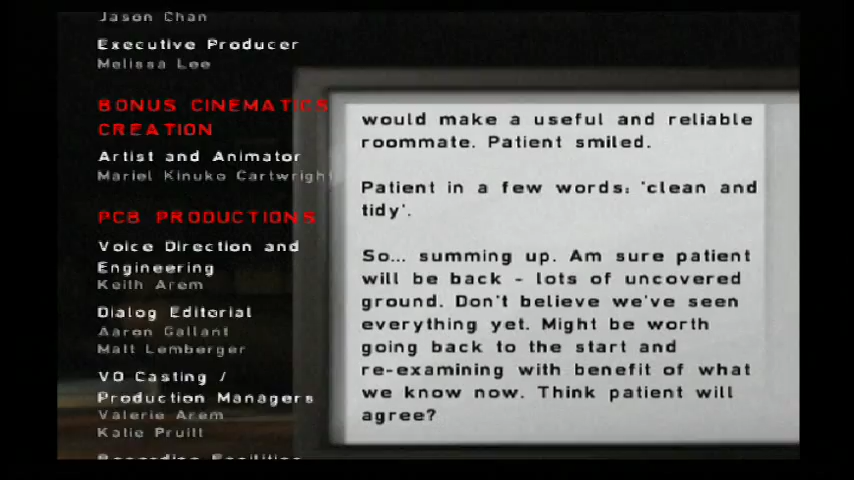 Jason Chan
Executive Producer
Melissa Lee
BONUS CINEMATICS
CREATION
Artist and Animator
Mariel Kinuko Cartwright
PCB PRODUCTIONS
Voice Direction and
Engineering
Keith Arem
Dialog Editorial
Aaron Gallant
Matt Lemberger
VO Casting /
Production Managers
Valerie Arem
Katie Pruitt
Recording Facilities
would make a useful and reliable
roommate. Patient smiled.
Patient in a few words: 'clean and
tidy'.
So... summing up. Am sure patient
will be back - lots of uncovered
ground. Don't believe we've seen
everything yet. Might be worth
going back to the start and
re-examining with benefit of what
we know now. Think patient will
agree?